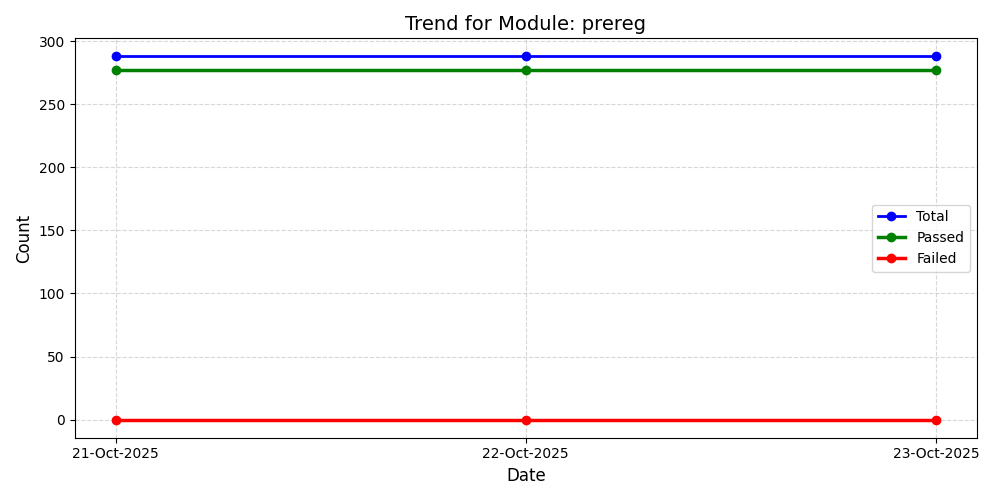 Trend for Module: prereg
300
250
200
150
100
50
0
Count
Total
Passed
Failed
21-Oct-2025
22-Oct-2025
23-Oct-2025
Date